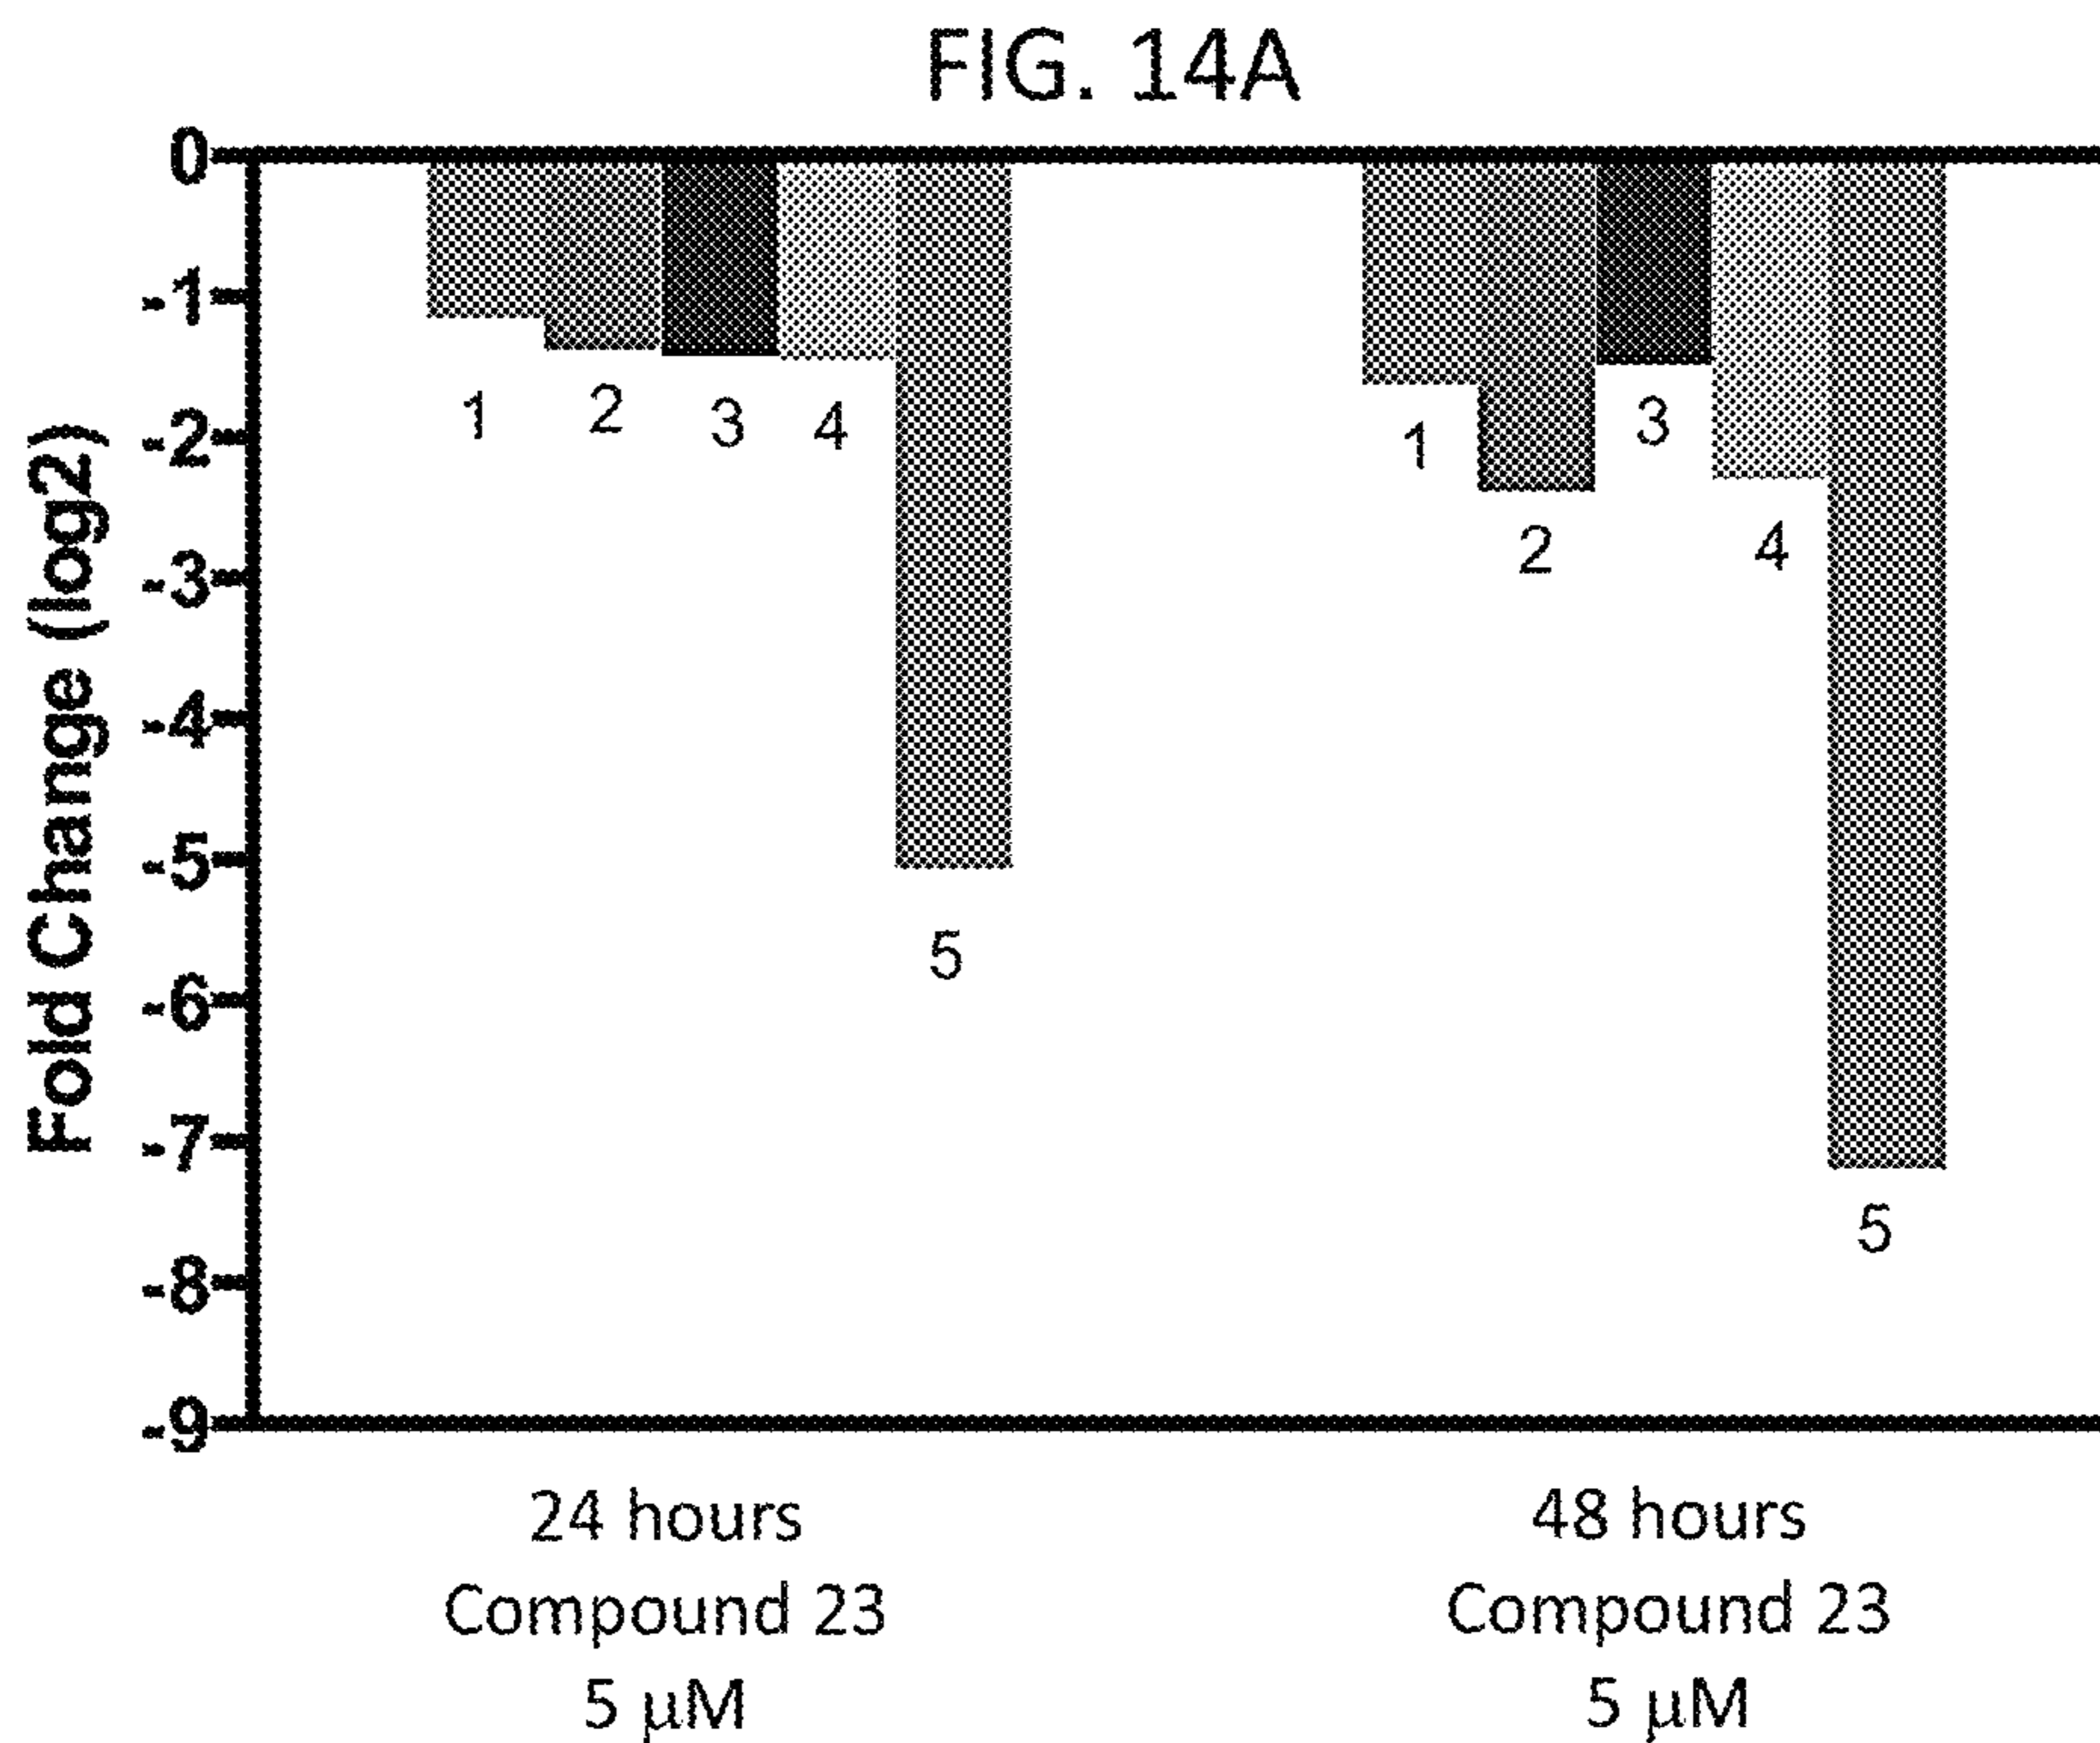 FIG. 14A
Fold Change (log2)
0
-1
-2
-3
-4
-5
-6
-7
-8
-9
1
2
3
4
5
1
2
3
4
5
24 hours
Compound 23
5 μM
48 hours
Compound 23
5 μM